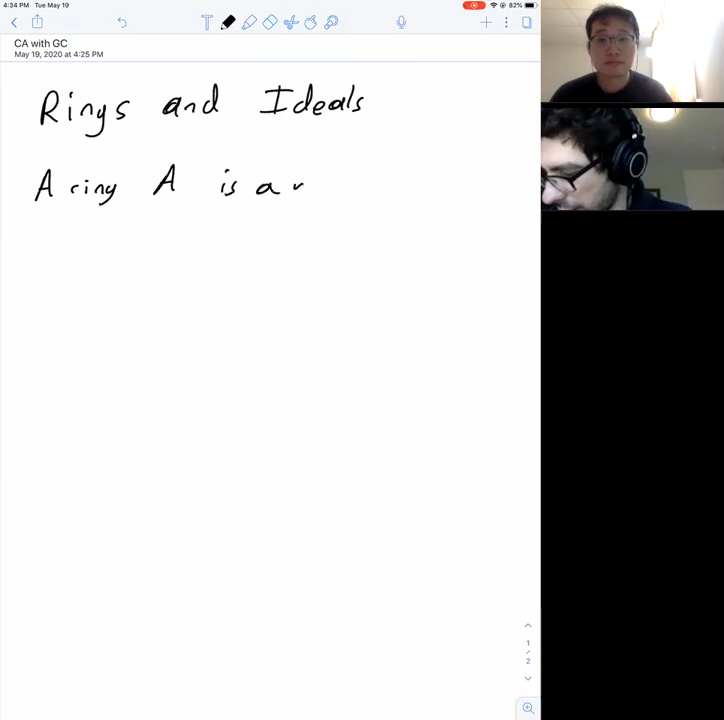 4:34 PM Tue May 19
82%
CA with GC
May 19, 2020 at 4:25 PM
Rings and Ideals
A ring A is a
1
/
2